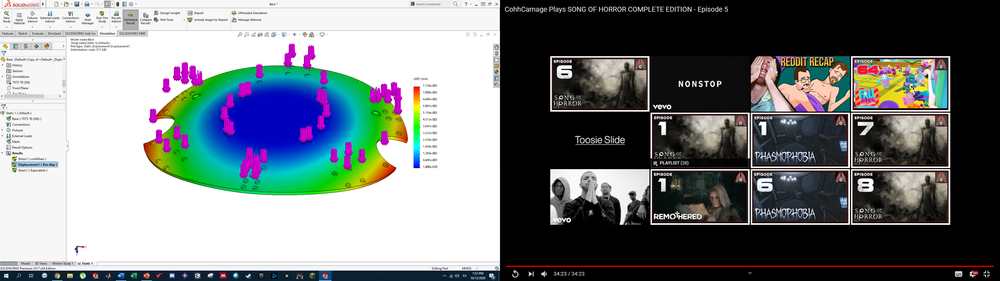 SOLIDWORKS
Base *
Search Commands
New Study
Apply Material
Fixtures Advisor
External Loads Advisor
Connections Advisor
Shell Manager
Run This Study
Results Advisor
Deformed Result
Compare Results
Design Insight
Plot Tools
Report
Include Image for Report
Offloaded Simulation
Manage Network
Features
Sketch
Evaluate
DimXpert
SOLIDWORKS Add-Ins
Simulation
SOLIDWORKS MBD
Model name:Base
Study name:Static 1(-Default-)
Plot type: Static displacement Displacement1
Deformation scale: 517.345
Base (Default<Copy of <Default>_Displa
History
Sensors
Annotations
7075-T6 (SN)
Front Plane
Static 1 (-Default-)
Base (-7075-T6 (SN)-)
Connections
Fixtures
External Loads
Mesh
Result Options
Results
Stress1 (-vonMises-)
Displacement1 (-Res disp-)
Strain1 (-Equivalent-)
URES (mm)
7.734e-002
7.090e-002
6.445e-002
5.801e-002
5.156e-002
4.512e-002
3.867e-002
3.223e-002
2.578e-002
1.934e-002
1.289e-002
6.445e-003
1.000e-030
X
Z
Model
3D Views
Motion Study 1
Static 1
SOLIDWORKS Premium 2017 x64 Edition
Editing Part
MMGS
ΕΛ
1:52 PM
10/12/2020
4
CohhCarnage Plays SONG OF HORROR COMPLETE EDITION - Episode 5
EPISODE
6
SONG OF
HORROR
NONSTOP
vevo
REDDIT RECAP
EPISODE
64
FALL
GUYS
Toosie Slide
EPISODE
1
SONG OF
PLAYLIST (28)
EPISODE
1
PHASMOPHOBIA
EPISODE
7
SONG OF
HORROR
vevo
EPISODE
1
REMOTHERED
EPISODE
6
PHASMOPHOBIA
EPISODE
8
SONG OF
HORROR
34:23 / 34:23
HD